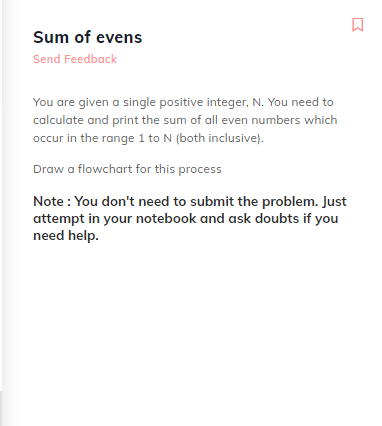 Sum of evens
Send Feedback
You are given a single positive integer, N. You need to
calculate and print the sum of all even numbers which
occur in the range 1 to N (both inclusive).
Draw a flowchart for this process
Note : You don't need to submit the problem. Just
attempt in your notebook and ask doubts if you
need help.